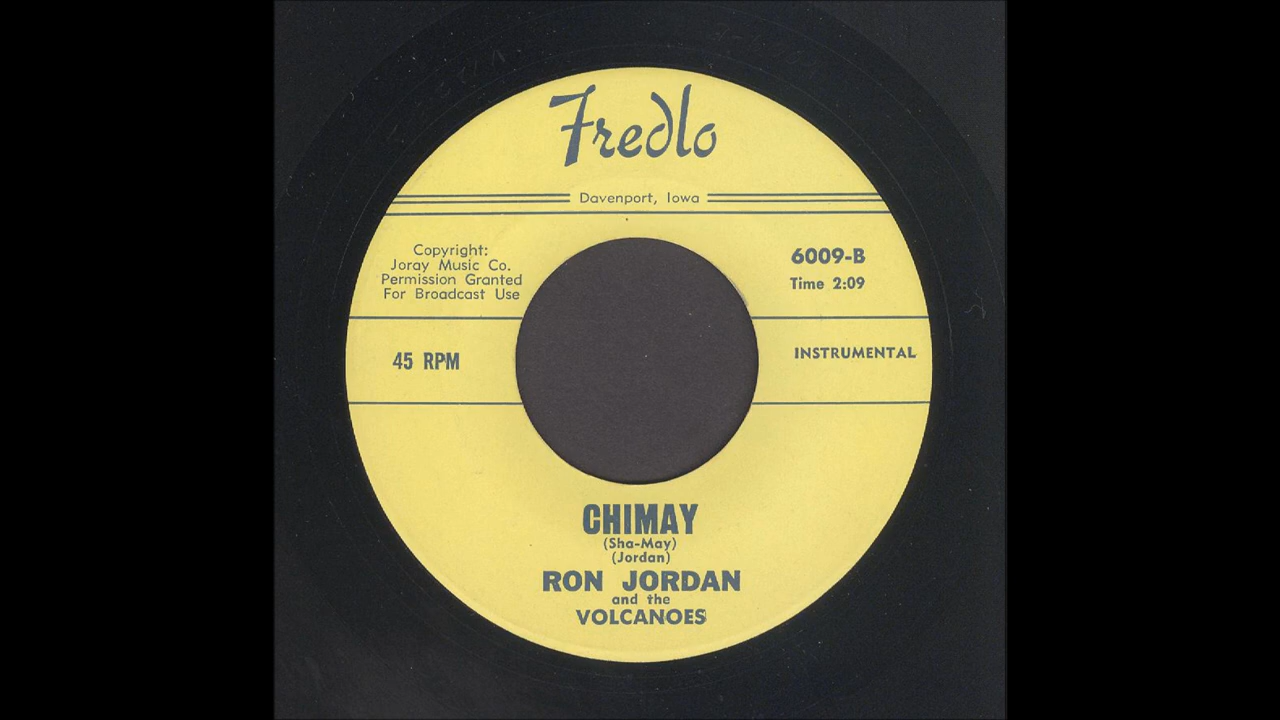 Fredlo
Davenport, Iowa
Copyright:
Joray Music Co.
Permission Granted
For Broadcast Use
6009-B
Time 2:09
45 RPM
INSTRUMENTAL
CHIMAY
(Sha-May)
(Jordan)
RON JORDAN
and the
VOLCANOES